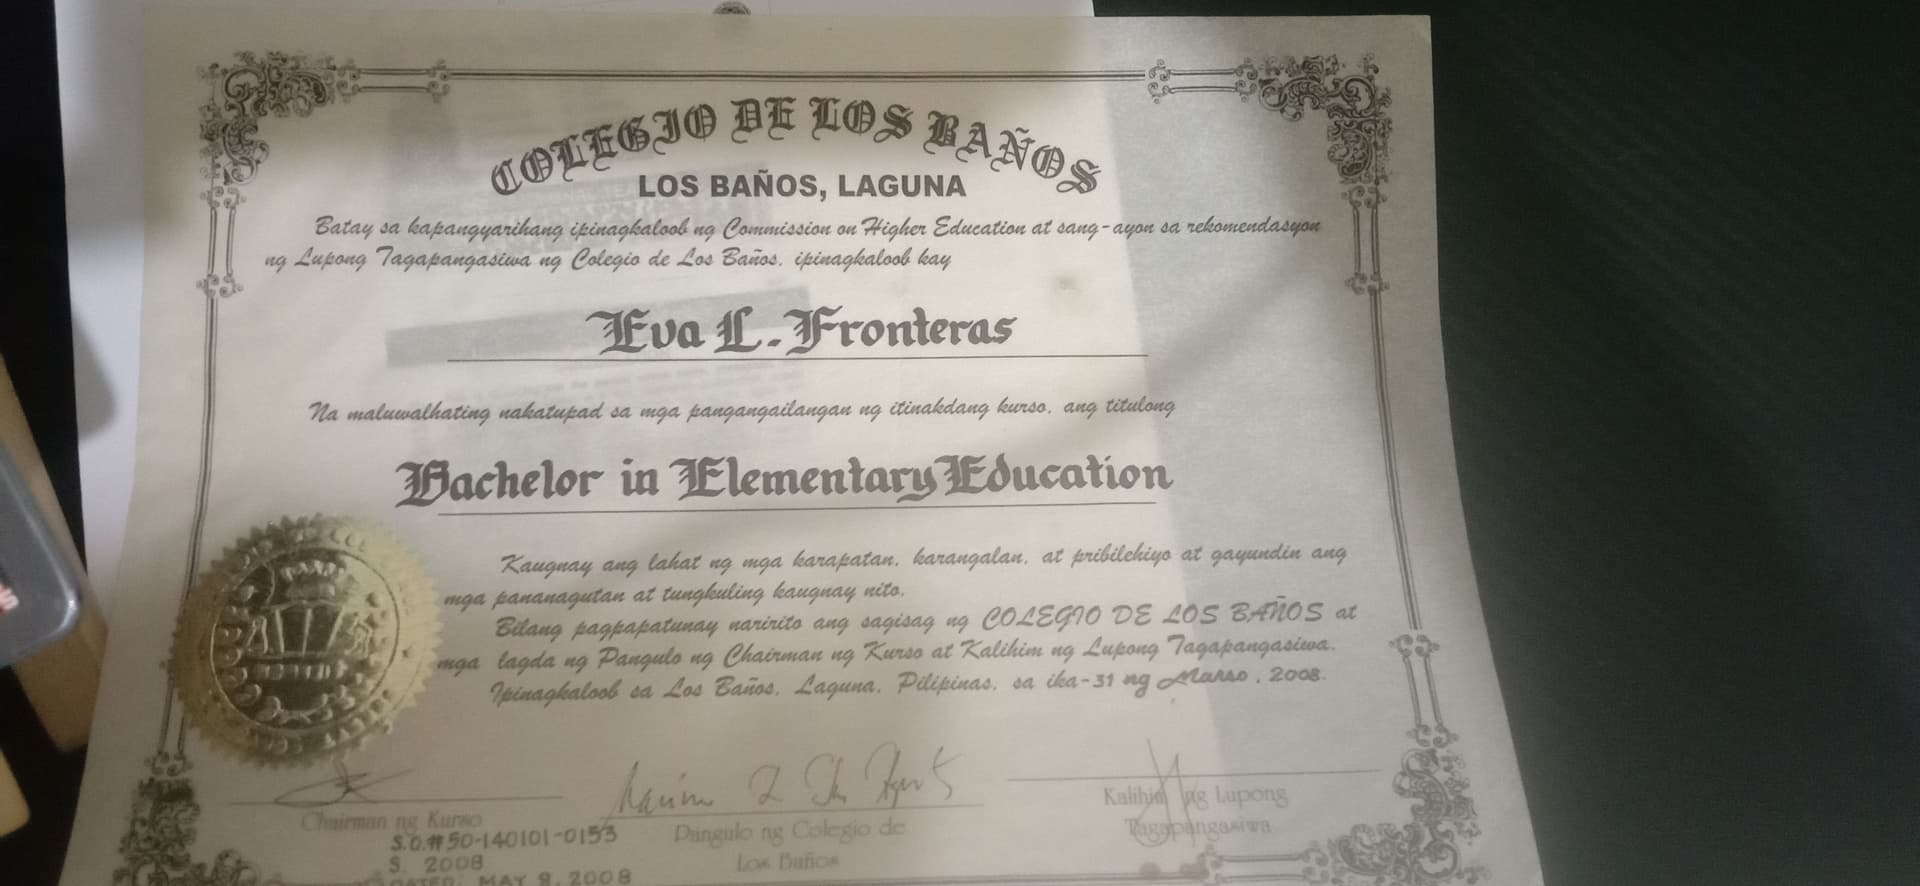 COLEGIO DE LOS BAÑOS
LOS BAÑOS, LAGUNA
Batay sa kapangyarihang ipinagkaloob ng Commission on Higher Education at sang-ayon sa rekomendasyon
ng Lupong Tagapangasiwa ng Colegio de Los Baños, ipinagkaloob kay
Eva L. Fronteras
Na maluwalhating nakatupad sa mga pangangailangan ng itinakdang kurso, ang titulong
Bachelor in Elementary Education
Kaugnay ang lahat ng mga karapatan, karangalan, at pribilehiyo at gayundin ang
mga pananagutan at tungkuling kaugnay nito.
Bilang pagpapatunay naririto ang sagisag ng COLEGIO DE LOS BAÑOS at
mga lagda ng Pangulo ng Chairman ng Kurso at Kalihim ng Lupong Tagapangasiwa.
Ipinagkaloob sa Los Baños, Laguna, Pilipinas, sa ika-31 ng Marso, 2008.
Chairman ng Kurso
S.O.#50-140101-0153
S. 2008
DATED: MAY 8, 2008
Pangulo ng Colegio de
Los Baños
Kalihim ng Lupong
Tagapangasiwa